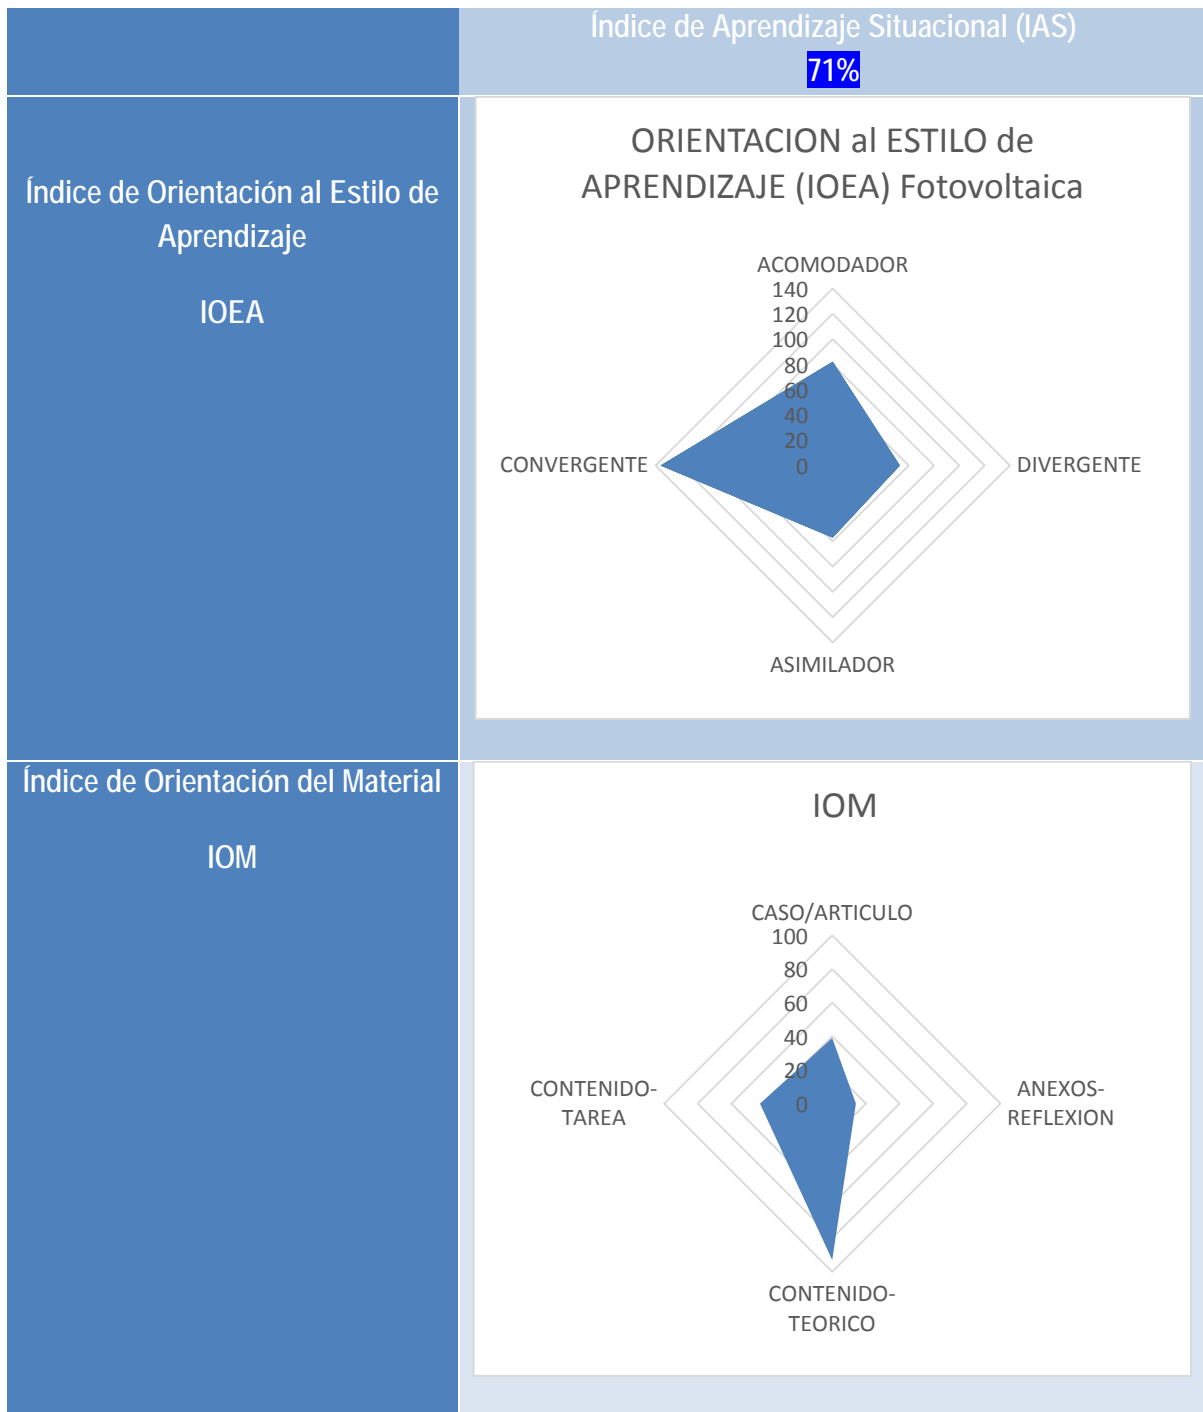 Índice de Aprendizaje Situacional (IAS)
71%
Índice de Orientación al Estilo de
Aprendizaje
IOEA
ORIENTACION al ESTILO de
APRENDIZAJE (IOEA) Fotovoltaica
ACOMODADOR
140
120
100
80
60
40
20
0
CONVERGENTE
DIVERGENTE
ASIMILADOR
Índice de Orientación del Material
IOM
IOM
CASO/ARTICULO
100
80
60
40
20
0
CONTENIDO-
TAREA
ANEXOS-
REFLEXION
CONTENIDO-
TEORICO